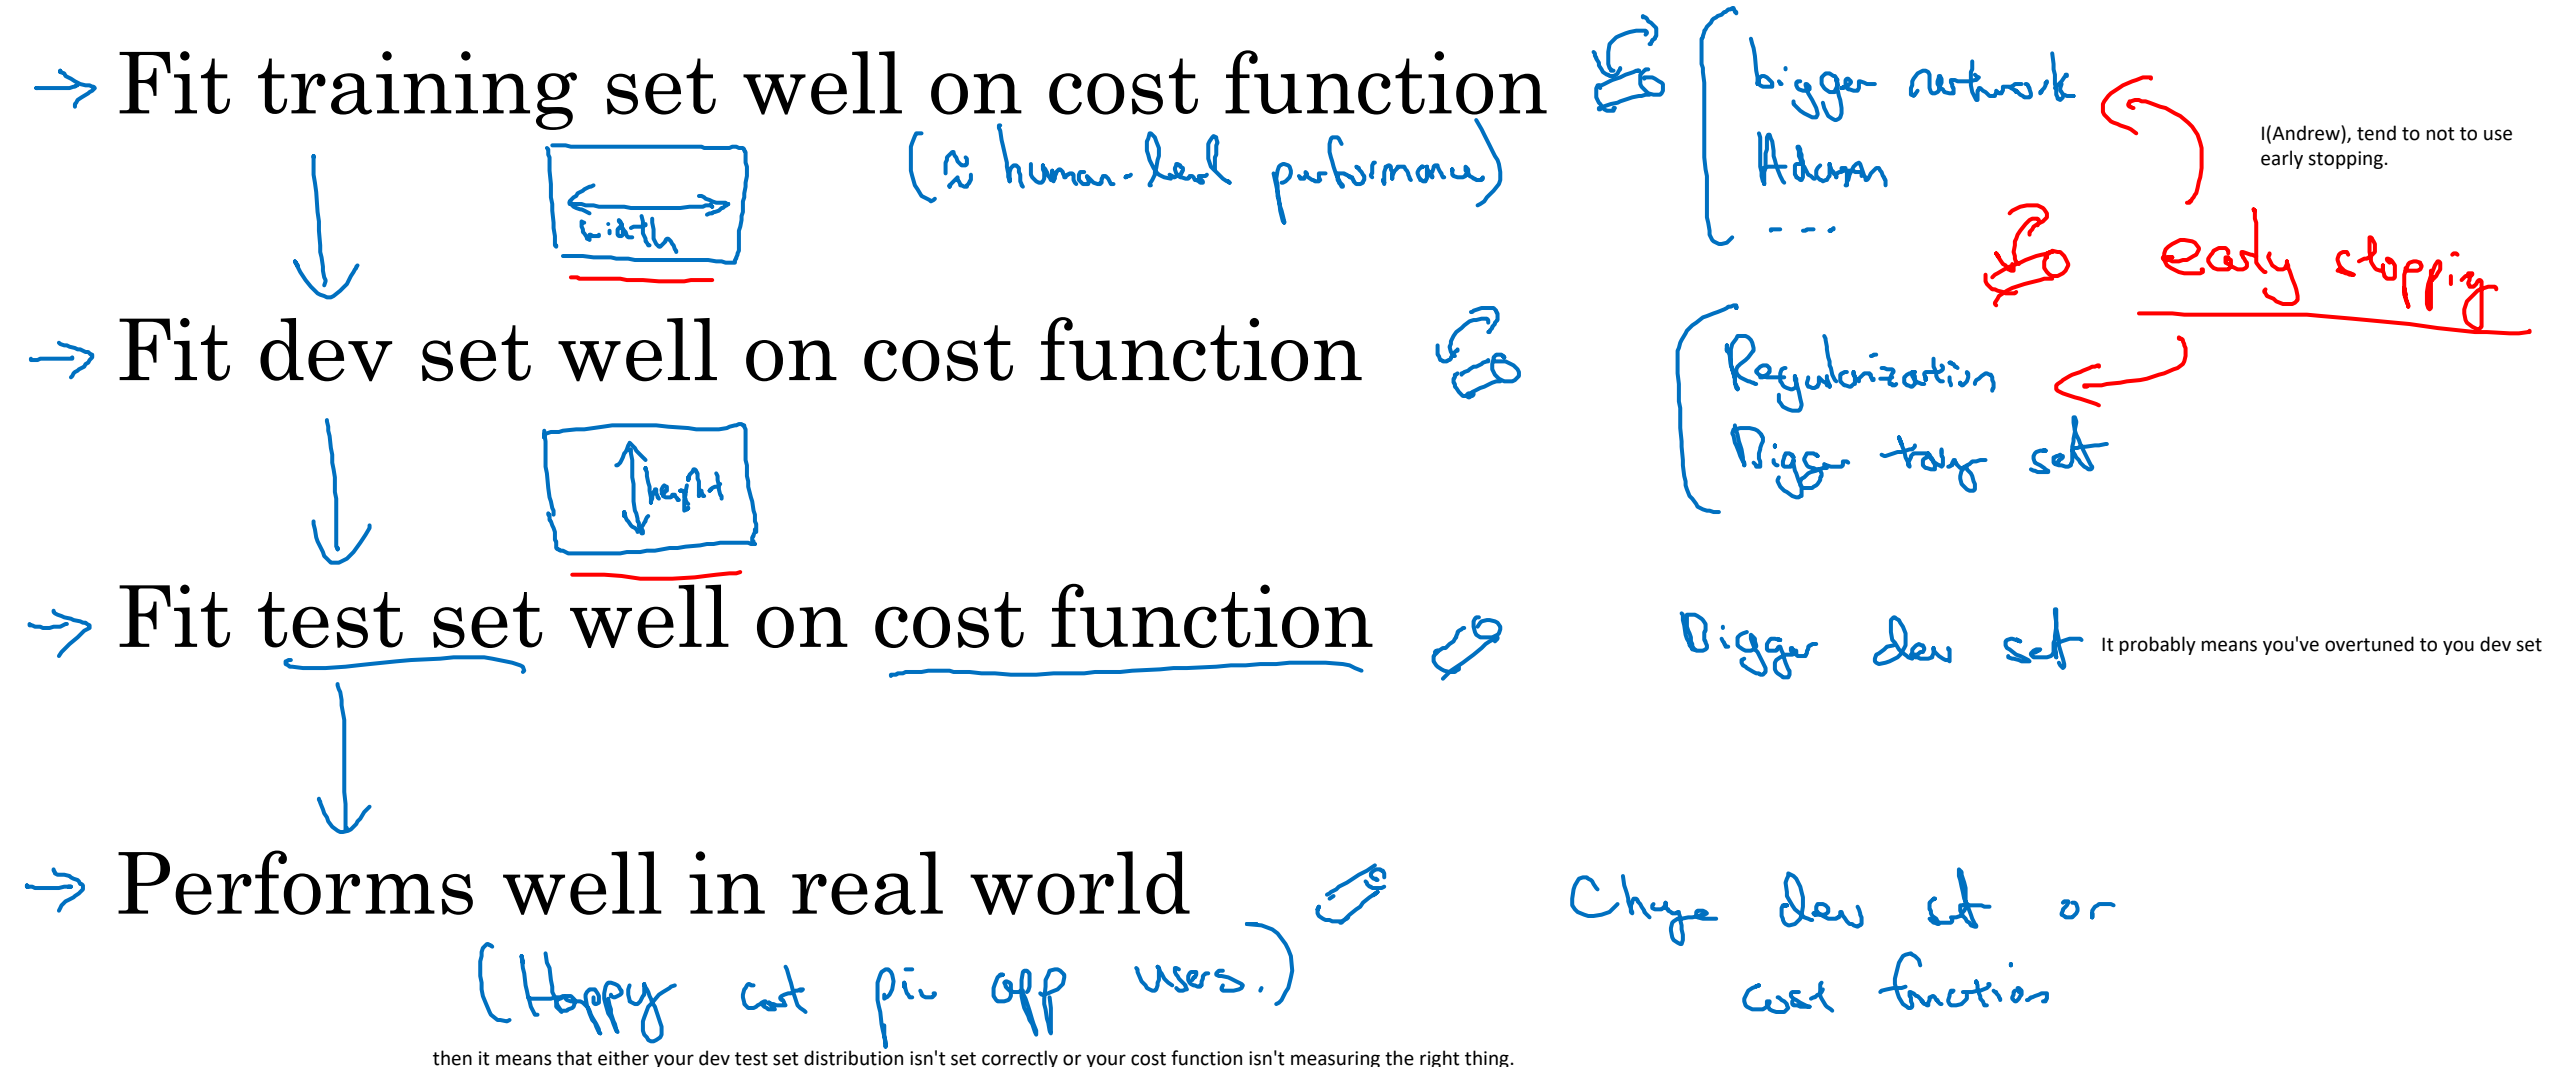 → Fit training set well on cost function
(≈ human-level performance)
bigger network
Adam
...
I(Andrew), tend to not to use
early stopping.
early stopping
width
→ Fit dev set well on cost function
Regularization
Bigger training set
height
→ Fit test set well on cost function
Bigger dev set
It probably means you've overtuned to you dev set
→ Performs well in real world
(Happy cat pic app users.)
Change dev set or
cost function
then it means that either your dev test set distribution isn't set correctly or your cost function isn't measuring the right thing.